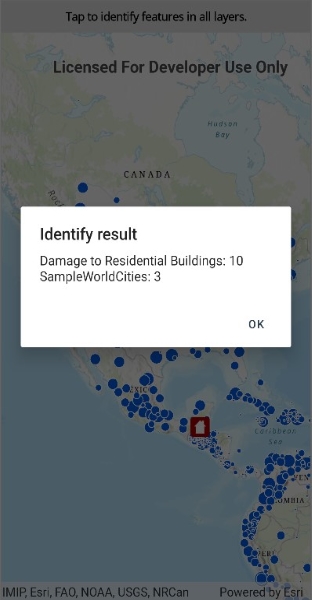 Tap to identify features in all layers.
Licensed For Developer Use Only
Hudson
Bay
CANADA
Identify result
Damage to Residential Buildings: 10
SampleWorldCities: 3
OK
Caribbean
Sea
IMIP, Esri, FAO, NOAA, USGS, NRCan
Powered by Esri